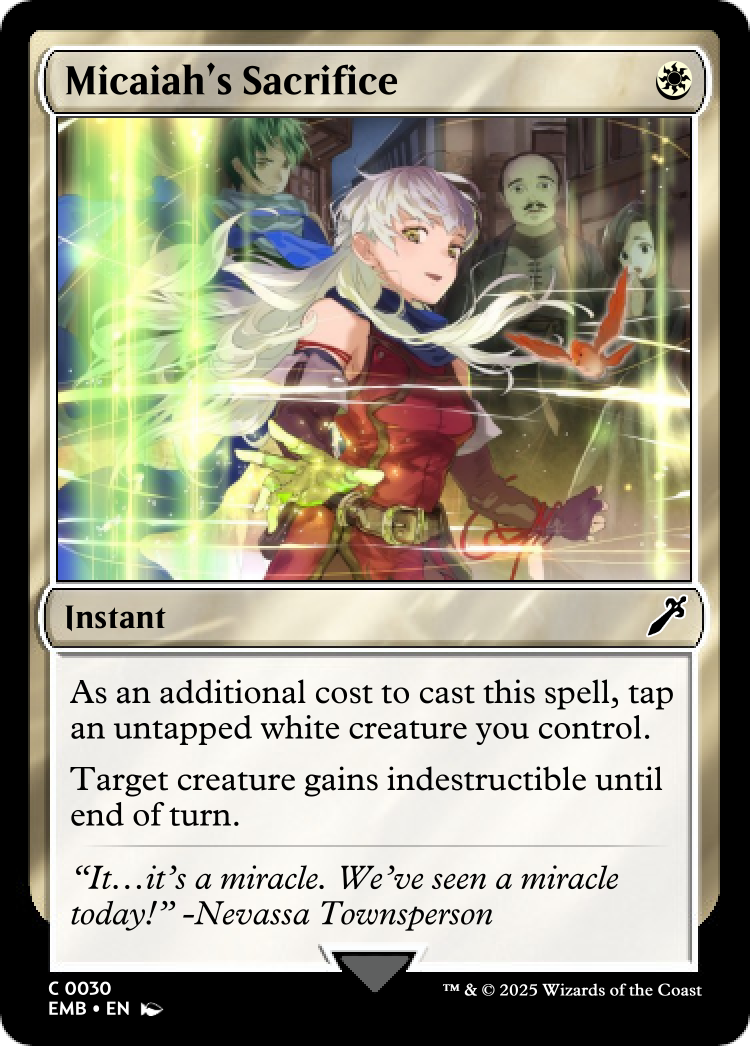 Micaiah's Sacrifice
Instant
As an additional cost to cast this spell, tap
an untapped white creature you control.
Target creature gains indestructible until
end of turn.
“It…it's a miracle. We've seen a miracle
today!” -Nevassa Townsperson
C 0030
EMB • EN
™ & © 2025 Wizards of the Coast